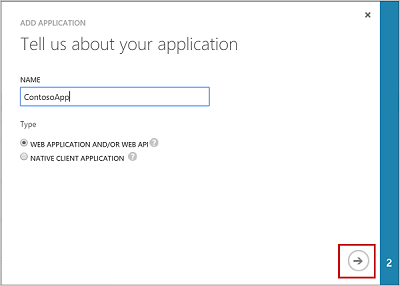 ADD APPLICATION
Tell us about your application
NAME
ContosoApp
Type
WEB APPLICATION AND/OR WEB API ?
NATIVE CLIENT APPLICATION ?
2